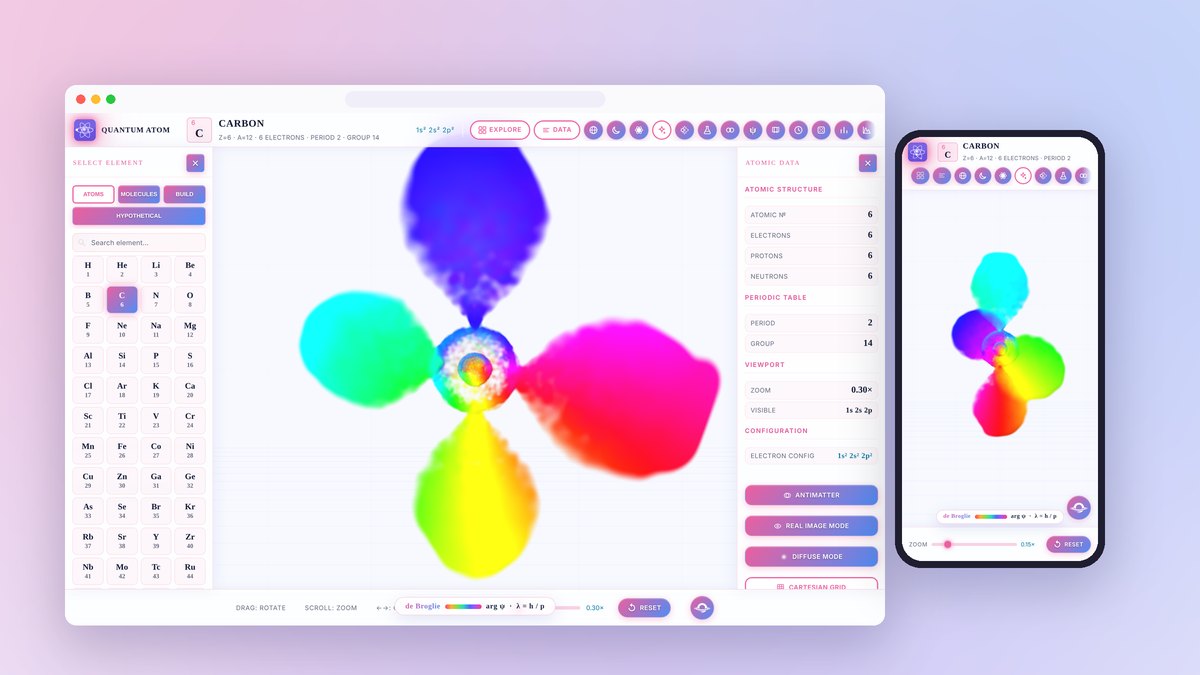 QUANTUM ATOM
6
C
CARBON
Z=6 · A=12 · 6 ELECTRONS · PERIOD 2 · GROUP 14
1s² 2s² 2p²
EXPLORE
DATA
SELECT ELEMENT
ATOMS MOLECULES BUILD
HYPOTHETICAL
Search element...
H He Li Be
1 2 3 4
B C N O
5 6 7 8
F Ne Na Mg
9 10 11 12
Al Si P S
13 14 15 16
Cl Ar K Ca
17 18 19 20
Sc Ti V Cr
21 22 23 24
Mn Fe Co Ni
25 26 27 28
Cu Zn Ga Ge
29 30 31 32
As Se Br Kr
33 34 35 36
Rb Sr Y Zr
37 38 39 40
Nb Mo Tc Ru
41 42 43 44
ATOMIC DATA
ATOMIC STRUCTURE
ATOMIC № 6
ELECTRONS 6
PROTONS 6
NEUTRONS 6
PERIODIC TABLE
PERIOD 2
GROUP 14
VIEWPORT
ZOOM 0.30×
VISIBLE 1s 2s 2p
CONFIGURATION
ELECTRON CONFIG 1s² 2s² 2p²
ANTIMATTER
REAL IMAGE MODE
DIFFUSE MODE
CARTESIAN GRID
DRAG: ROTATE SCROLL: ZOOM ←→:
de Broglie arg ψ · λ = h / p
0.30×
RESET
6
C
CARBON
Z=6 · A=12 · 6 ELECTRONS · PERIOD 2
de Broglie arg ψ · λ = h / p
ZOOM 0.15×
RESET